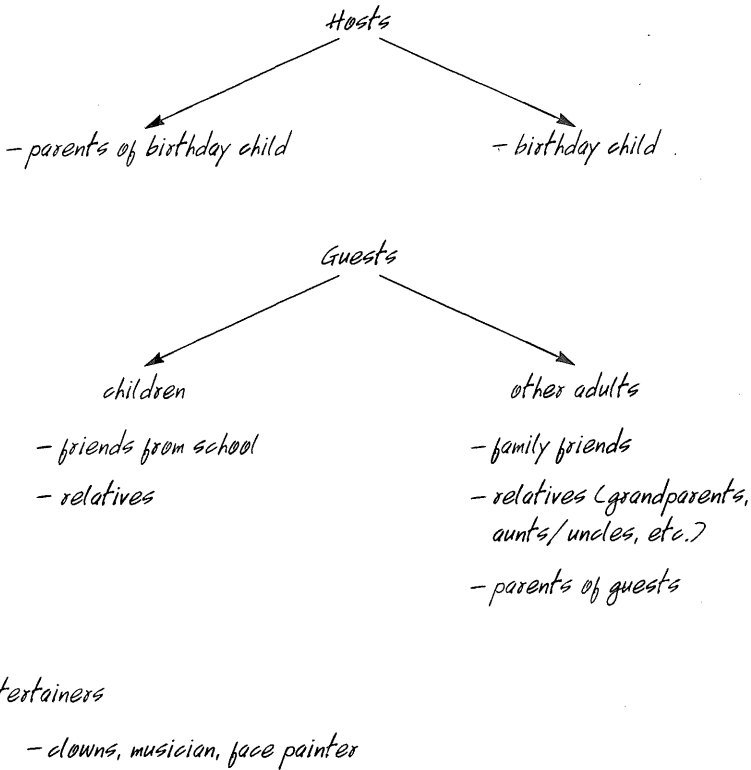 Hosts
– parents of birthday child
– birthday child
Guests
children
other adults
– friends from school
– family friends
– relatives
– relatives (grandparents,
aunts/uncles, etc.)
– parents of guests
tertainers
– clowns, musician, face painter